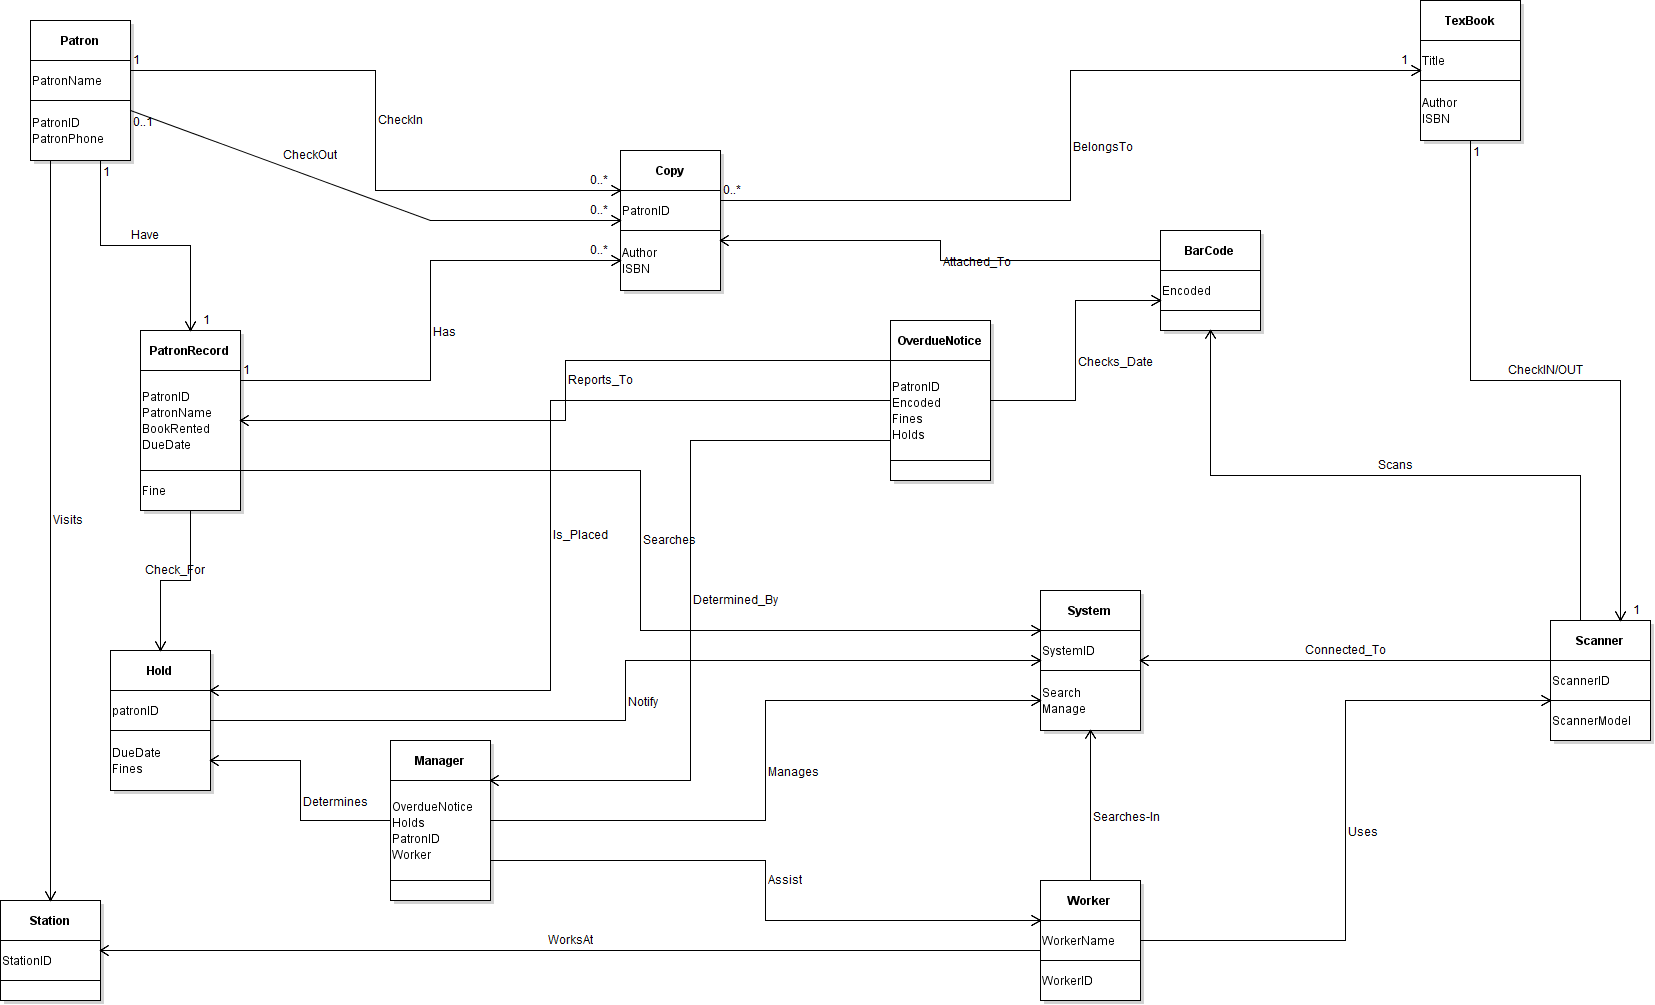 TexBook
Patron
Title
1
1
PatronName
Author
ISBN
CheckIn
PatronID
PatronPhone
0..1
BelongsTo
CheckOut
1
1
Copy
0..*
0..*
PatronID
0..*
Have
0..*
Author
ISBN
BarCode
Attached_To
Encoded
1
Has
PatronRecord
OverdueNotice
Checks_Date
1
CheckIN/OUT
Reports_To
PatronID
PatronName
BookRented
DueDate
PatronID
Encoded
Fines
Holds
Scans
Fine
Visits
Is_Placed
Searches
Check_For
Determined_By
System
1
Scanner
Connected_To
SystemID
Hold
ScannerID
Search
Manage
Notify
patronID
ScannerModel
DueDate
Fines
Manager
Manages
Determines
OverdueNotice
Holds
PatronID
Worker
Searches-In
Uses
Assist
Worker
Station
WorksAt
WorkerName
StationID
WorkerID